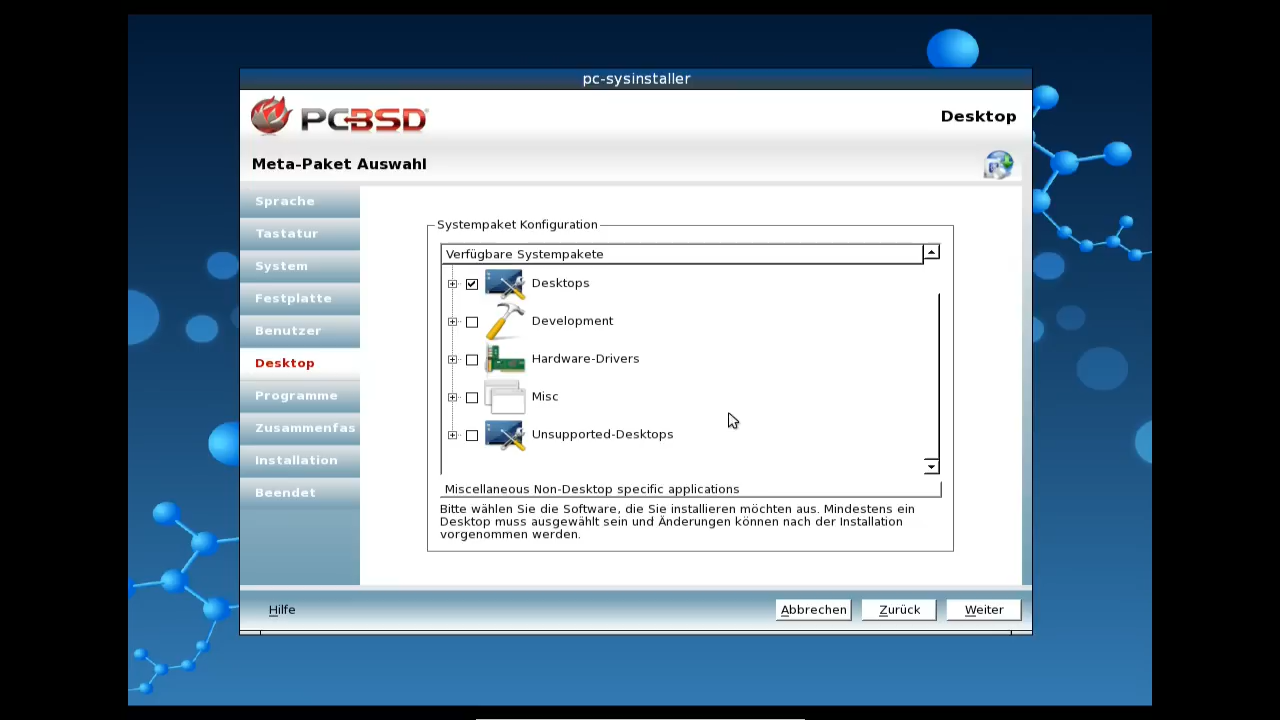 pc-sysinstaller
PCBSD
Desktop
Meta-Paket Auswahl
Sprache
Tastatur
System
Festplatte
Benutzer
Desktop
Programme
Zusammenfas
Installation
Beendet
Systempaket Konfiguration
Verfügbare Systempakete
Desktops
Development
Hardware-Drivers
Misc
Unsupported-Desktops
Miscellaneous Non-Desktop specific applications
Bitte wählen Sie die Software, die Sie installieren möchten aus. Mindestens ein
Desktop muss ausgewählt sein und Änderungen können nach der Installation
vorgenommen werden.
Hilfe
Abbrechen
Zurück
Weiter